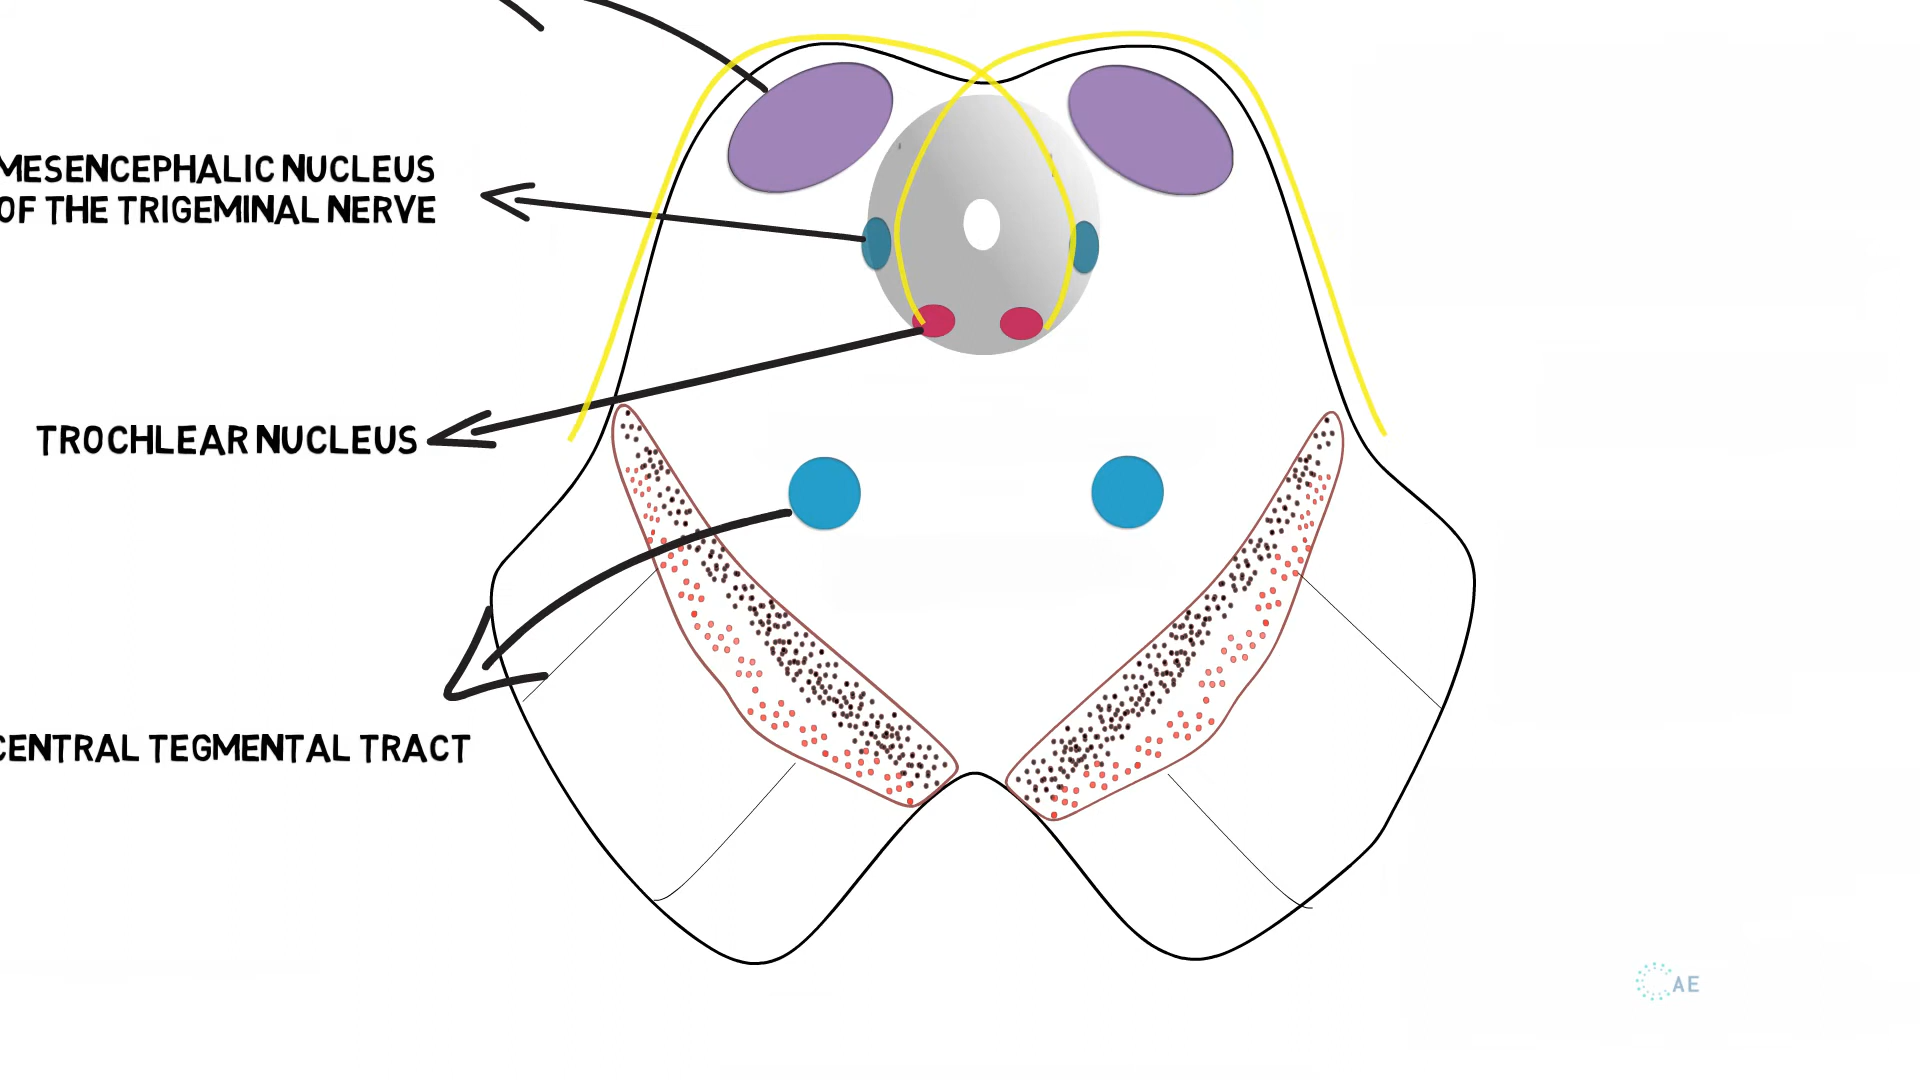 MESENCEPHALIC NUCLEUS
OF THE TRIGEMINAL NERVE
TROCHLEAR NUCLEUS
CENTRAL TEGMENTAL TRACT
AE